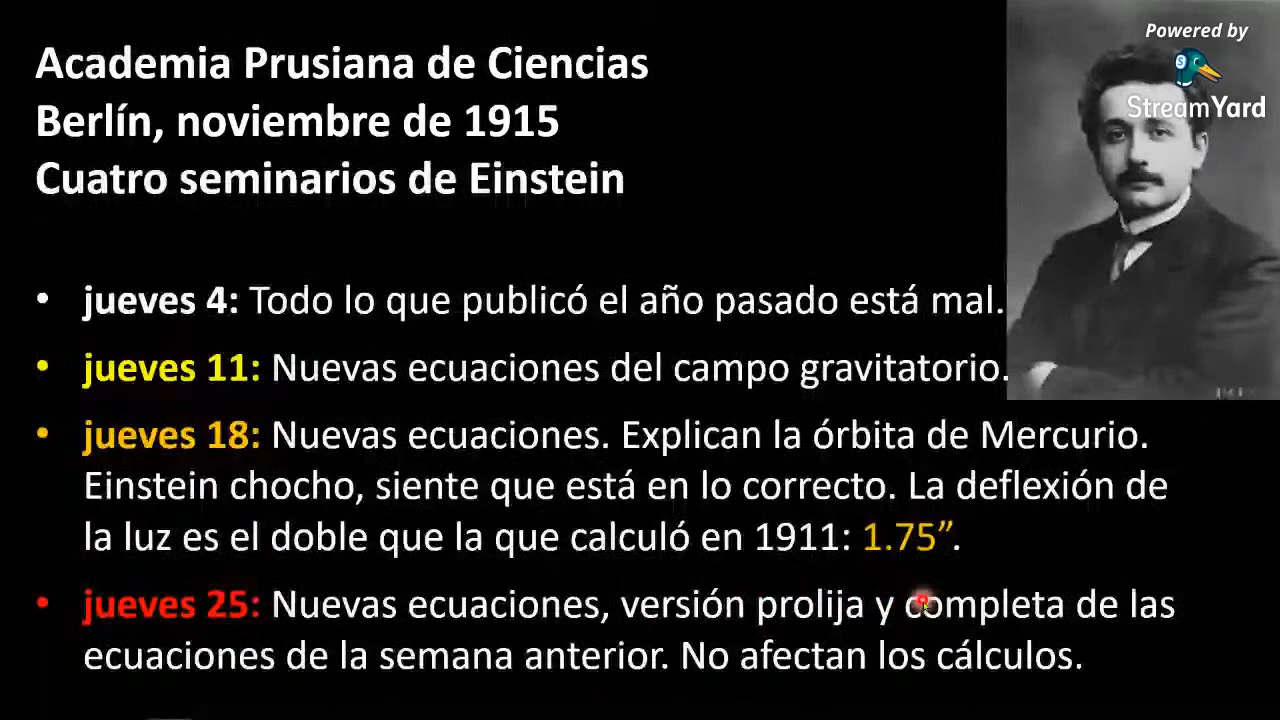 Academia Prusiana de Ciencias
Berlín, noviembre de 1915
Cuatro seminarios de Einstein
Powered by
StreamYard
• jueves 4: Todo lo que publicó el año pasado está mal.
• jueves 11: Nuevas ecuaciones del campo gravitatorio.
• jueves 18: Nuevas ecuaciones. Explican la órbita de Mercurio.
Einstein chocho, siente que está en lo correcto. La deflexión de
la luz es el doble que la que calculó en 1911: 1.75”.
• jueves 25: Nuevas ecuaciones, versión prolija y completa de las
ecuaciones de la semana anterior. No afectan los cálculos.